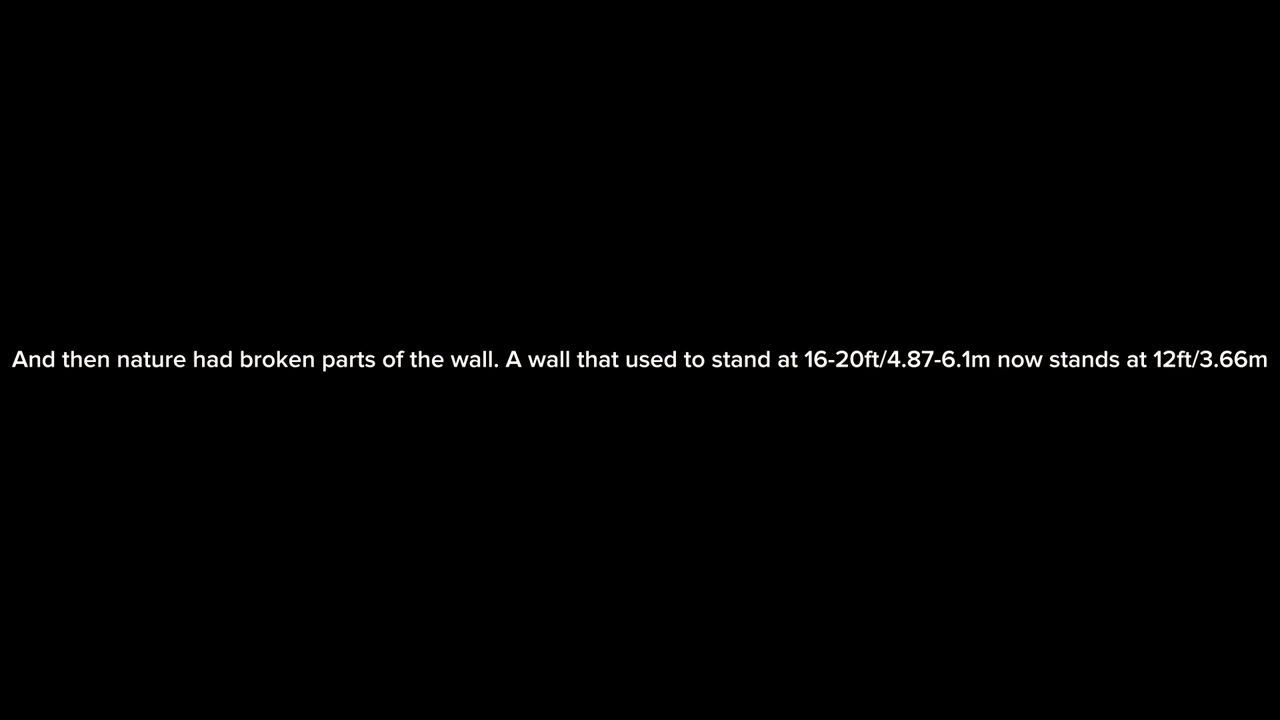 And then nature had broken parts of the wall. A wall that used to stand at 16-20ft/4.87-6.1m now stands at 12ft/3.66m